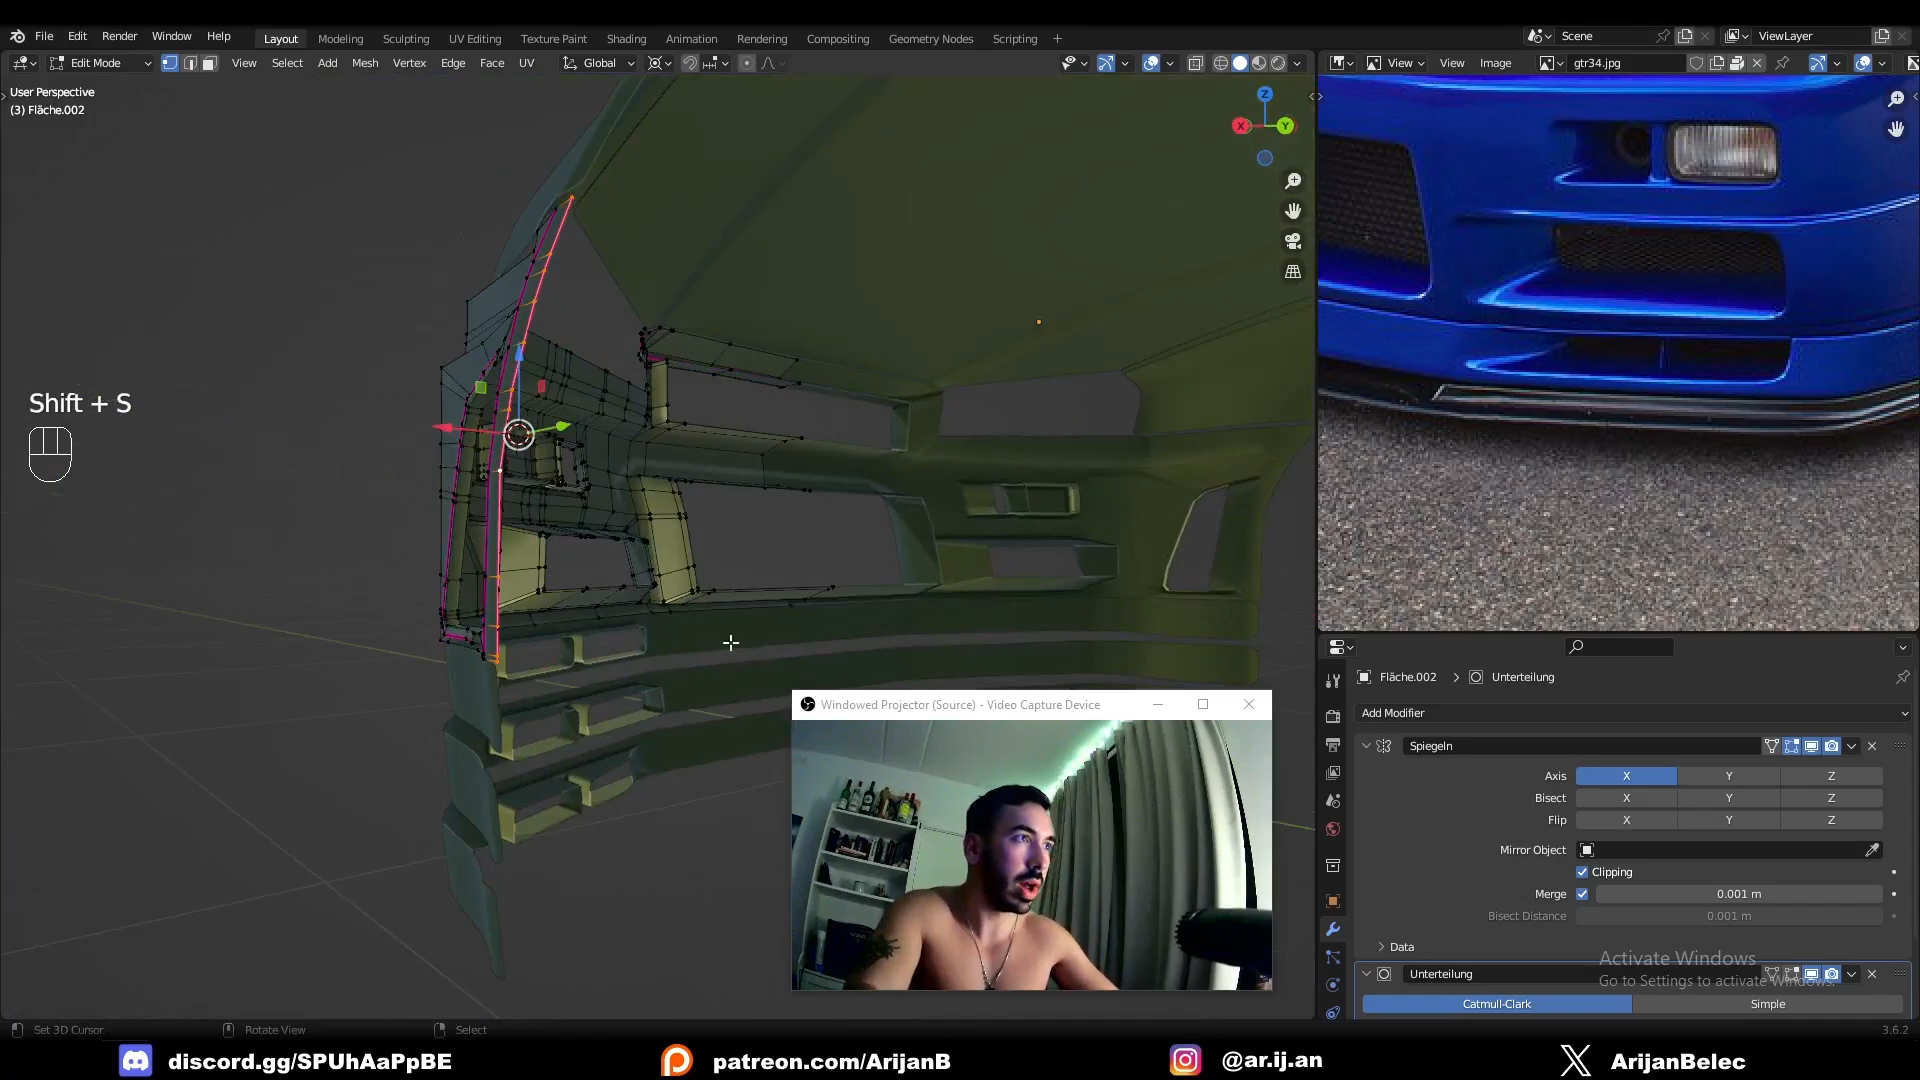 File Edit Render Window Help Layout Modeling Sculpting UV Editing Texture Paint Shading Animation Rendering Compositing Geometry Nodes Scripting + Scene ViewLayer
Edit Mode View Select Add Mesh Vertex Edge Face UV Global View View Image gtr34.jpg
User Perspective
(3) Fläche.002
Z
X Y
Shift + S
Fläche.002 > Unterteilung
Add Modifier
Windowed Projector (Source) - Video Capture Device
Spiegeln
Axis X Y Z
Bisect X Y Z
Flip X Y Z
Mirror Object
Clipping
Merge 0.001 m
Bisect Distance 0.001 m
Data
Activate Windows
Unterteilung
Go to Settings to activate Windows.
Catmull-Clark Simple
Set 3D Cursor Rotate View Select 3.6.2
discord.gg/SPUhAaPpBE patreon.com/ArijanB @ar.ij.an ArijanBelec